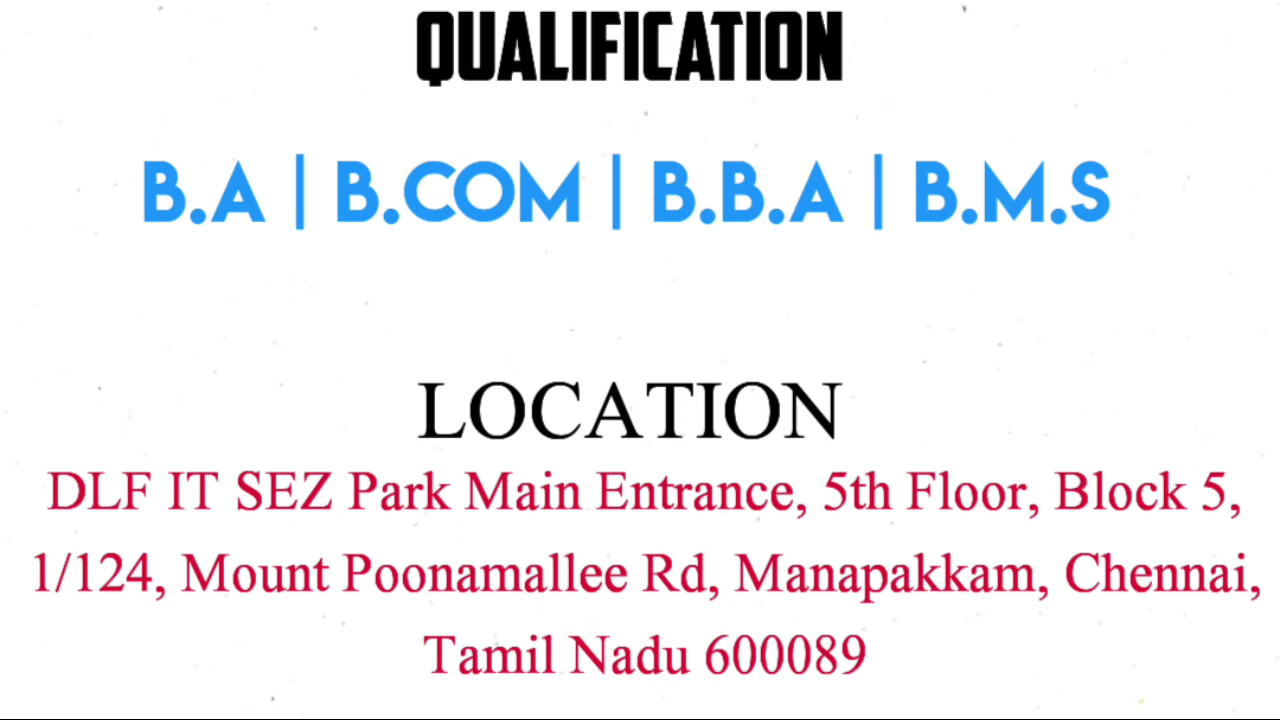 QUALIFICATION
B.A | B.COM | B.B.A | B.M.S
LOCATION
DLF IT SEZ Park Main Entrance, 5th Floor, Block 5,
1/124, Mount Poonamallee Rd, Manapakkam, Chennai,
Tamil Nadu 600089